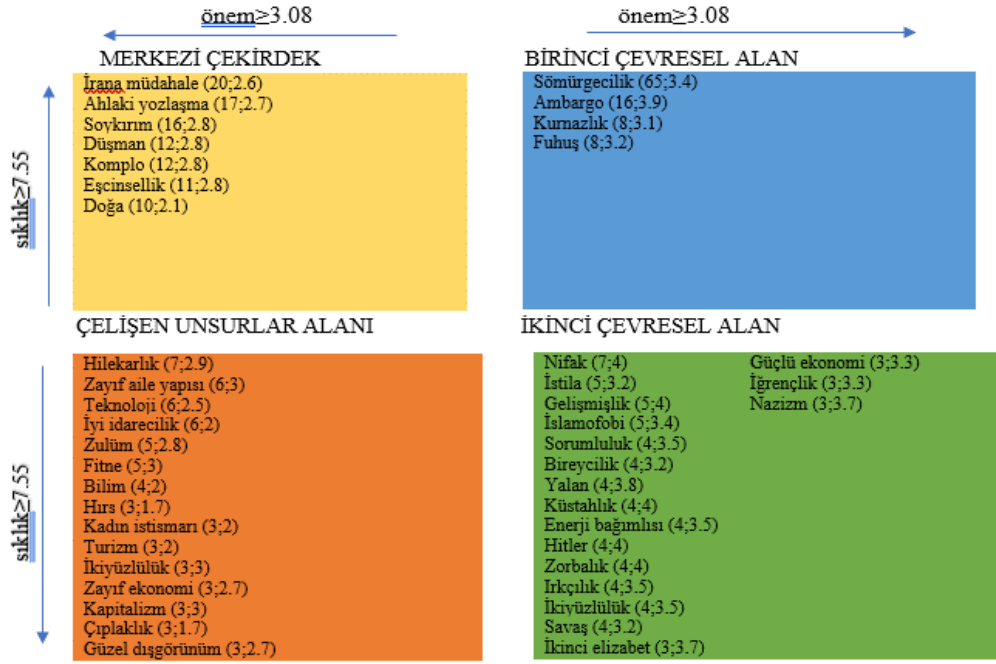 önem≥3.08
önem≥3.08
MERKEZİ ÇEKİRDEK
BİRİNCİ ÇEVRESEL ALAN
sıklık≥7.55
İrana müdahale (20;2.6)
Ahlaki yozlaşma (17;2.7)
Soykırım (16;2.8)
Düşman (12;2.8)
Komplo (12;2.8)
Eşcinsellik (11;2.8)
Doğa (10;2.1)
Sömürgecilik (65;3.4)
Ambargo (16;3.9)
Kurnazlık (8;3.1)
Fuhuş (8;3.2)
ÇELİŞEN UNSURLAR ALANI
İKİNCİ ÇEVRESEL ALAN
sıklık≥7.55
Hilekarlık (7;2.9)
Zayıf aile yapısı (6;3)
Teknoloji (6;2.5)
İyi idarecilik (6;2)
Zulüm (5;2.8)
Fitne (5;3)
Bilim (4;2)
Hırs (3;1.7)
Kadın istismarı (3;2)
Turizm (3;2)
İkiyüzlülük (3;3)
Zayıf ekonomi (3;2.7)
Kapitalizm (3;3)
Çıplaklık (3;1.7)
Güzel dışgörünüm (3;2.7)
Nifak (7;4)
İstila (5;3.2)
Gelişmişlik (5;4)
İslamofobi (5;3.4)
Sorumluluk (4;3.5)
Bireycilik (4;3.2)
Yalan (4;3.8)
Küstahlık (4;4)
Enerji bağımlısı (4;3.5)
Hitler (4;4)
Zorbalık (4;4)
Irkçılık (4;3.5)
İkiyüzlülük (4;3.5)
Savaş (4;3.2)
İkinci elizabet (3;3.7)
Güçlü ekonomi (3;3.3)
İğrençlik (3;3.3)
Nazizm (3;3.7)